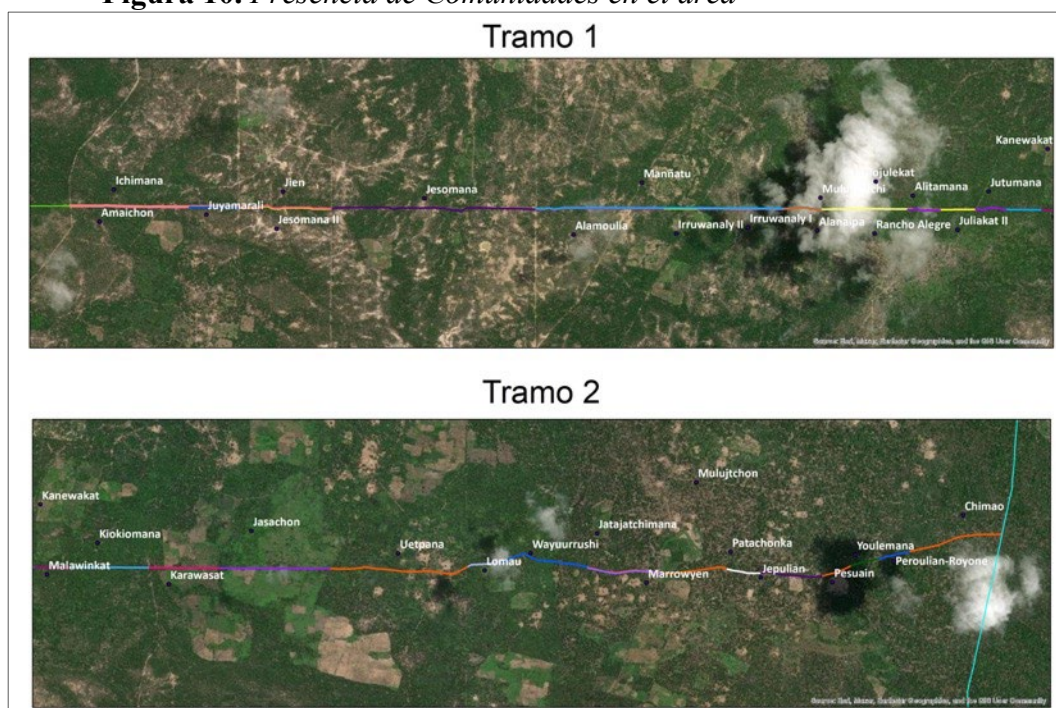 Figura 10. Presencia de Comunidades en el área
Tramo 1
Kanewakat
Ichimana
Jien
Jesomana
Manñatu
Alitamana
Jutumana
Amaichon
Juyamarali
Jesomana II
Alamoulia
Irruwanaly II
Irruwanaly I
Alanaipa
Rancho Alegre
Juliakat II
Tramo 2
Kanewakat
Kiokiomana
Jasachon
Mulujtchon
Chimao
Malawinkat
Karawasat
Uetpana
Lomau
Wayuurrushi
Jatajatchimana
Marrowyen
Patachonka
Jepulian
Youlemana
Pesuain
Peroulian-Royone